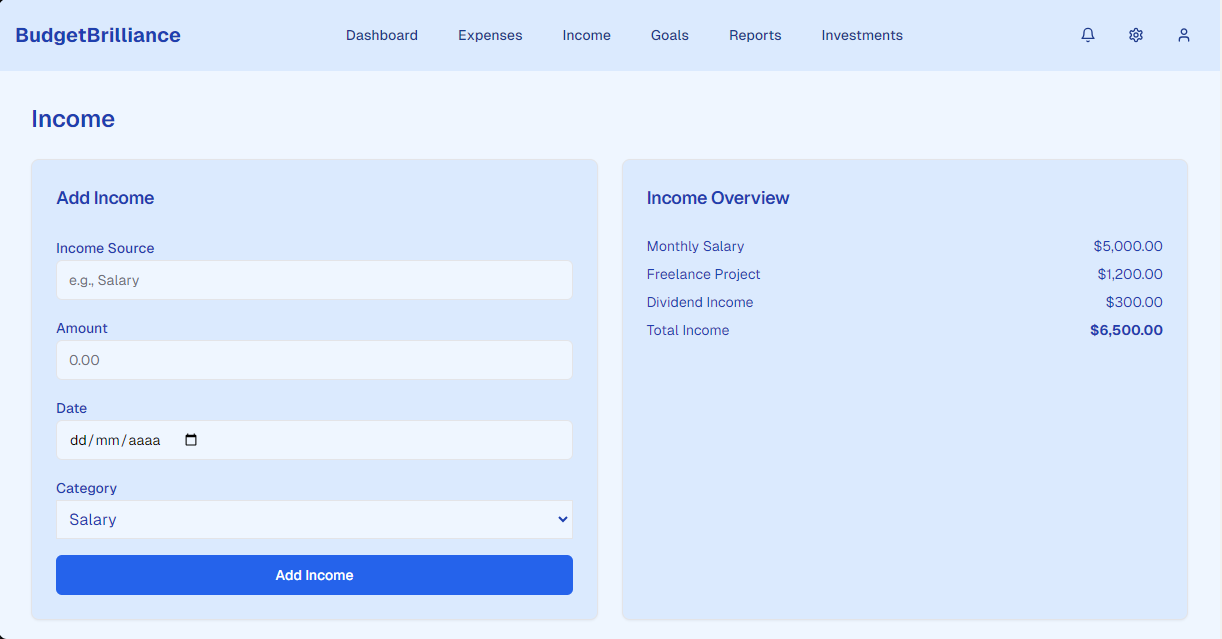 BudgetBrilliance Dashboard Expenses Income Goals Reports Investments
Income
Add Income
Income Source
e.g., Salary
Amount
0.00
Date
dd/mm/aaaa
Category
Salary
Add Income
Income Overview
Monthly Salary $5,000.00
Freelance Project $1,200.00
Dividend Income $300.00
Total Income $6,500.00